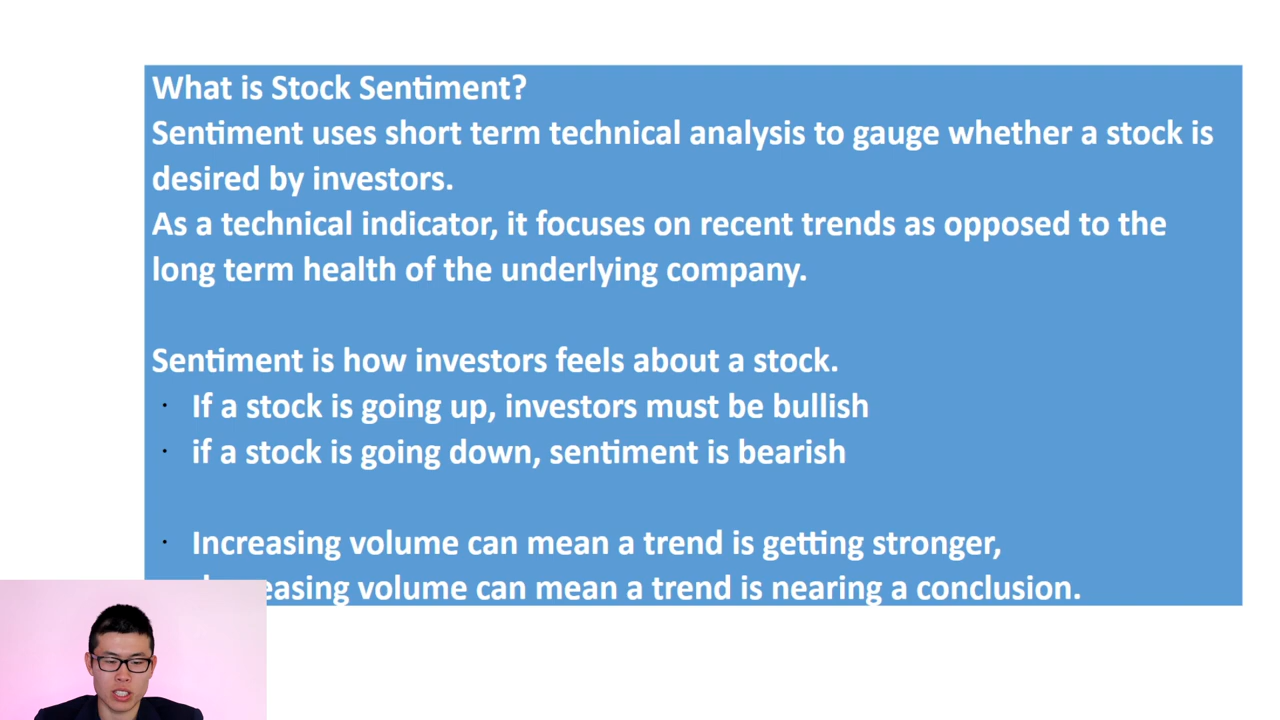 What is Stock Sentiment?
Sentiment uses short term technical analysis to gauge whether a stock is
desired by investors.
As a technical indicator, it focuses on recent trends as opposed to the
long term health of the underlying company.
Sentiment is how investors feels about a stock.
· If a stock is going up, investors must be bullish
· if a stock is going down, sentiment is bearish
· Increasing volume can mean a trend is getting stronger,
volume can mean a trend is nearing a conclusion.